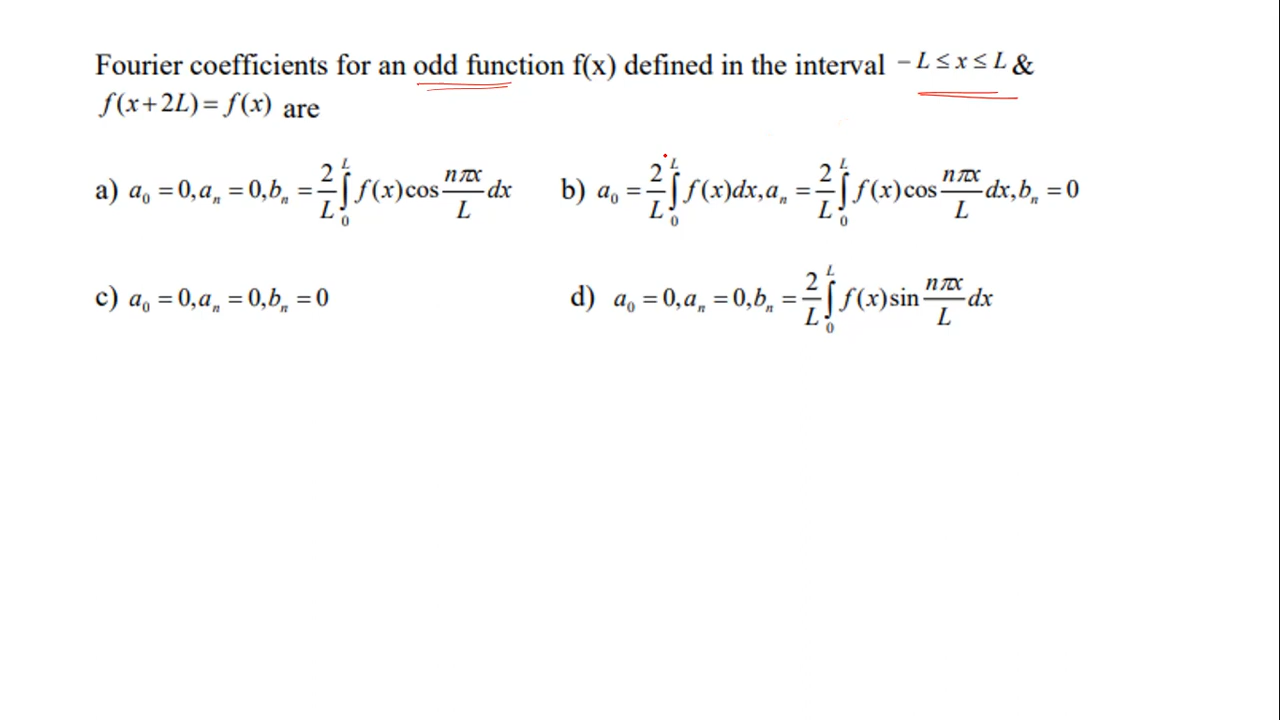 Fourier coefficients for an odd function f(x) defined in the interval −L ≤ x ≤ L &
f(x+2L) = f(x) are
a) a₀ = 0, aₙ = 0, bₙ = 2/L ∫₀ᴸ f(x) cos nπx/L dx b) a₀ = 2/L ∫₀ᴸ f(x)dx, aₙ = 2/L ∫₀ᴸ f(x) cos nπx/L dx, bₙ = 0
c) a₀ = 0, aₙ = 0, bₙ = 0 d) a₀ = 0, aₙ = 0, bₙ = 2/L ∫₀ᴸ f(x) sin nπx/L dx